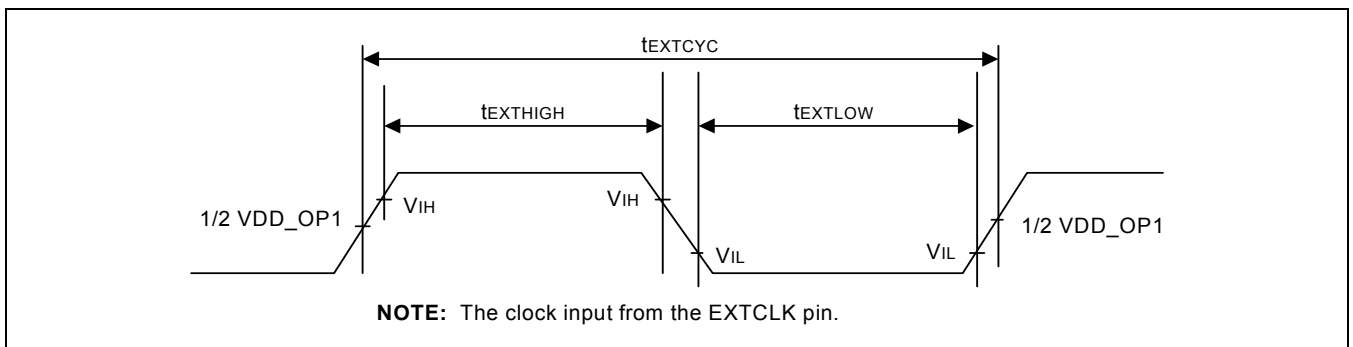 tEXTCYC
tEXTHIGH
tEXTLOW
VIH
VIH
1/2 VDD_OP1
1/2 VDD_OP1
VIL
VIL
NOTE: The clock input from the EXTCLK pin.